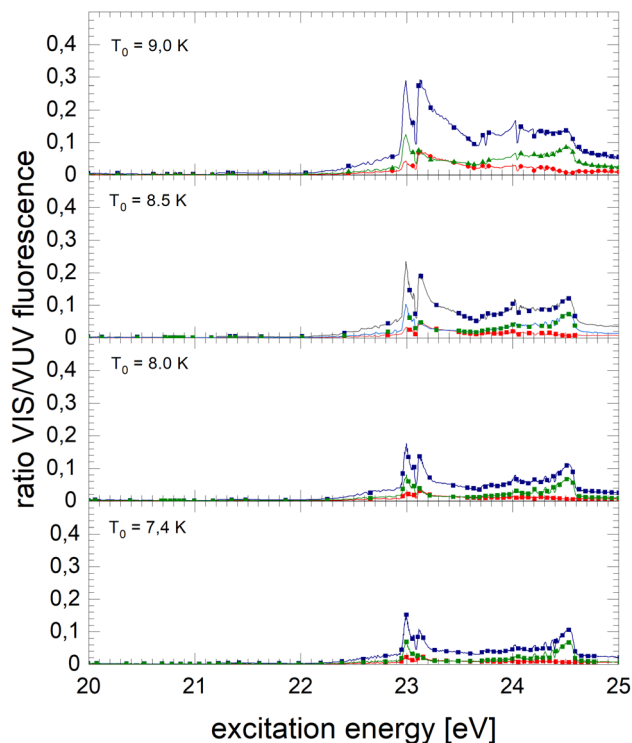 ratio VIS/VUV fluorescence
0,4
T0 = 9,0 K
0,3
0,2
0,1
0
0,4
T0 = 8.5 K
0,3
0,2
0,1
0
0,4
T0 = 8.0 K
0,3
0,2
0,1
0
0,4
T0 = 7,4 K
0,3
0,2
0,1
0
20 21 22 23 24 25
excitation energy [eV]